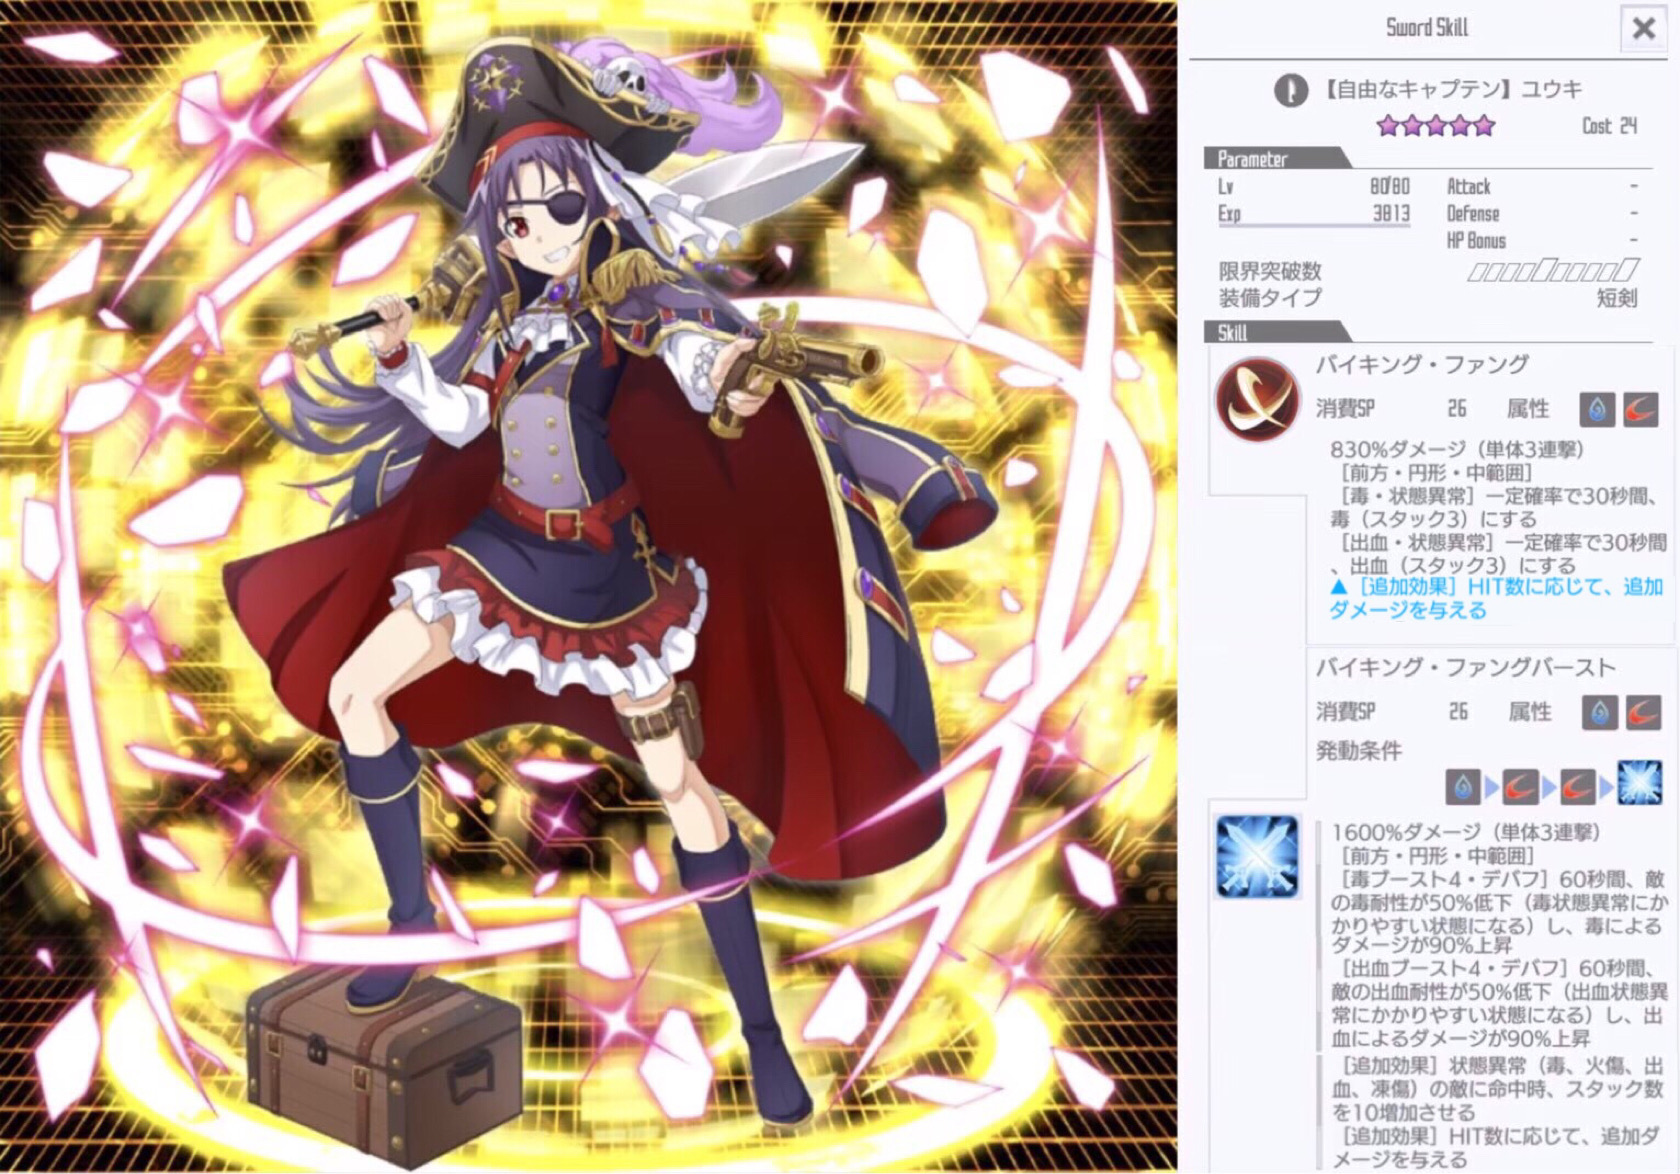 Sword Skill
【自由なキャプテン】ユウキ
Cost 24
Parameter
Lv 80/80 Attack -
Exp 3813 Defense -
HP Bonus -
限界突破数
装備タイプ 短剣
Skill
バイキング・ファング
消費SP 26 属性
830%ダメージ（単体3連撃）
［前方・円形・中範囲］
［毒・状態異常］一定確率で30秒間、
毒（スタック3）にする
［出血・状態異常］一定確率で30秒間
、出血（スタック3）にする
▲［追加効果］HIT数に応じて、追加
ダメージを与える
バイキング・ファングバースト
消費SP 26 属性
発動条件
1600%ダメージ（単体3連撃）
［前方・円形・中範囲］
［毒ブースト4・デバフ］60秒間、敵
の毒耐性が50%低下（毒状態異常にか
かりやすい状態になる）し、毒による
ダメージが90%上昇
［出血ブースト4・デバフ］60秒間、
敵の出血耐性が50%低下（出血状態異
常にかかりやすい状態になる）し、出
血によるダメージが90%上昇
［追加効果］状態異常（毒、火傷、出
血、凍傷）の敵に命中時、スタック数
を10増加させる
［追加効果］HIT数に応じて、追加ダ
メージを与える